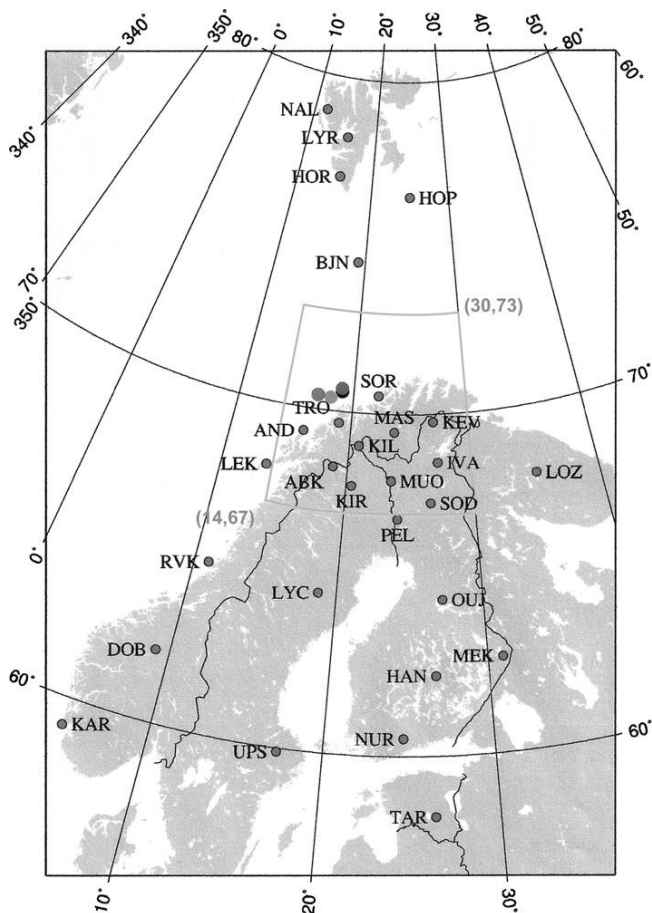 340°
350°
80°
0°
10°
20°
30°
40°
50°
80°
60°
NAL
LYR
HOR
HOP
BJN
340°
50°
70°
350°
(30,73)
70°
SOR
TRO
AND
MAS
KEV
KIL
LEK
IVA
LOZ
ABK
MUO
KIR
SOD
(14,67)
PEL
0°
RVK
LYC
OUJ
DOB
MEK
HAN
60°
KAR
UPS
NUR
60°
TAR
10°
20°
30°